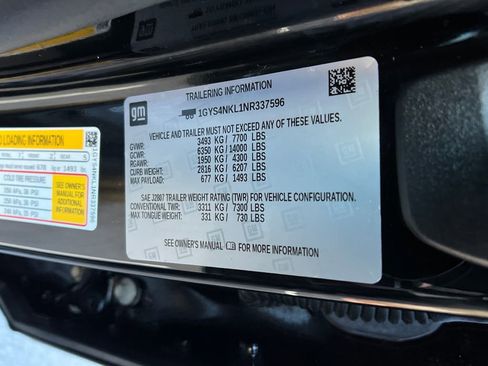 TRAILERING INFORMATION
gm
1GYS4NKL1NR337596
VEHICLE AND TRAILER MUST NOT EXCEED ANY OF THESE VALUES.
GVWR: 3493 KG / 7700 LBS
GCWR: 6350 KG / 14000 LBS
RGAWR: 1950 KG / 4300 LBS
CURB WEIGHT: 2816 KG / 6207 LBS
MAX PAYLOAD: 677 KG / 1493 LBS
SAE J2807 TRAILER WEIGHT RATING (TWR) FOR VEHICLE CONFIGURATION.
CONVENTIONAL TWR: 3311 KG / 7300 LBS
MAX TONGUE WEIGHT: 331 KG / 730 LBS
SEE OWNER'S MANUAL FOR MORE INFORMATION
LOADING INFORMATION
COLD TIRE PRESSURE
SEE OWNER'S
MANUAL FOR
ADDITIONAL
INFORMATION
1GYS4NKL1NR337596